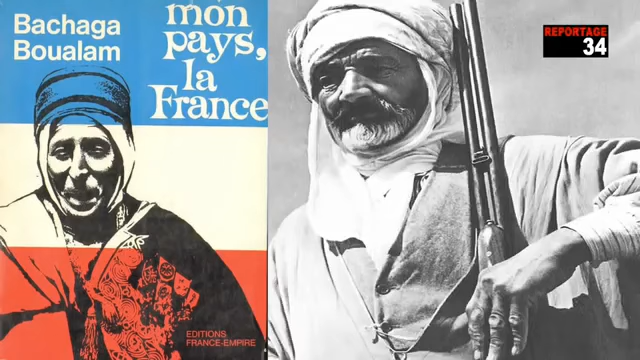 Bachaga
Boualam
mon
pays,
la
France
EDITIONS
FRANCE-EMPIRE
REPORTAGE
34